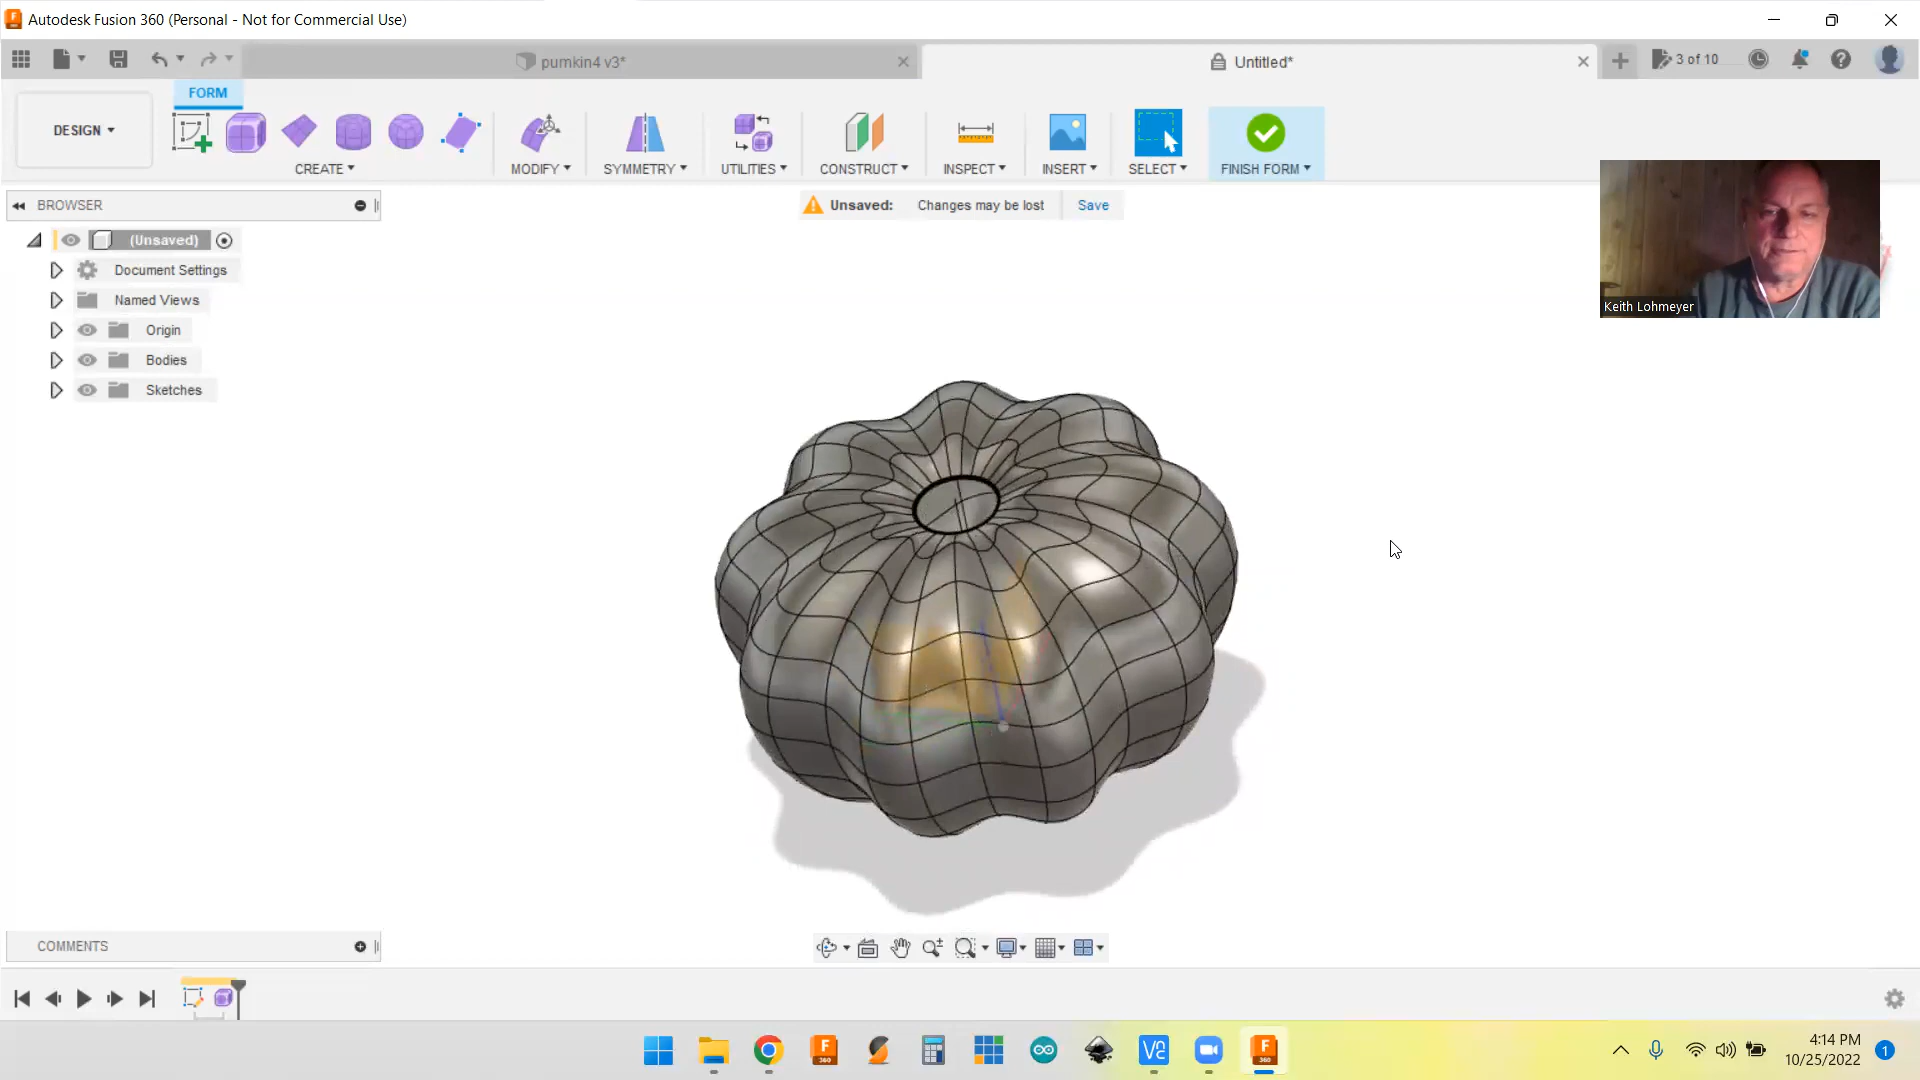 Autodesk Fusion 360 (Personal - Not for Commercial Use)
pumkin4 v3*
Untitled*
3 of 10
FORM
DESIGN
CREATE
MODIFY
SYMMETRY
UTILITIES
CONSTRUCT
INSPECT
INSERT
SELECT
FINISH FORM
BROWSER
Unsaved: Changes may be lost Save
(Unsaved)
Document Settings
Named Views
Origin
Bodies
Sketches
Keith Lohmeyer
COMMENTS
4:14 PM
10/25/2022
1